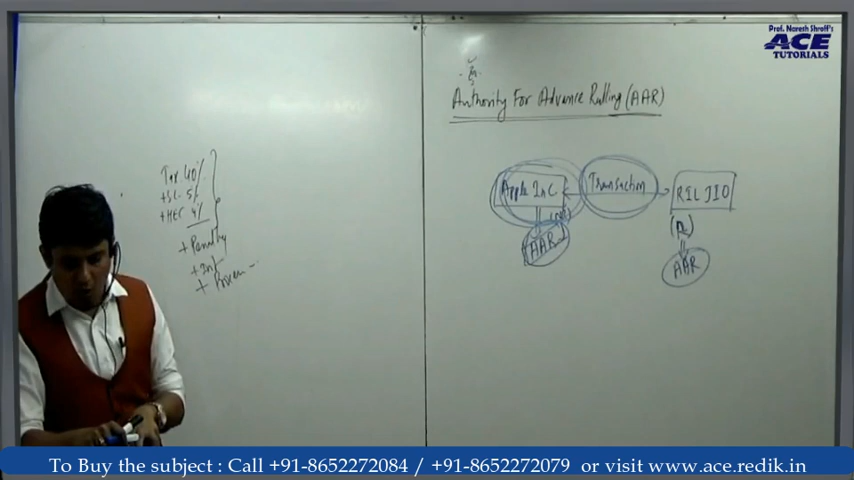 Prof. Naresh Shroff's
ACE
TUTORIALS
Authority For Advance Rulling (AAR)
Tax 40%
+SC 5%
+HEC 4%
+ Penalty
+ Int
+
Apple Inc
Transaction
RIL JIO
(NR)
(R)
AAR
AAR
To Buy the subject : Call +91-8652272084 / +91-8652272079 or visit www.ace.redik.in